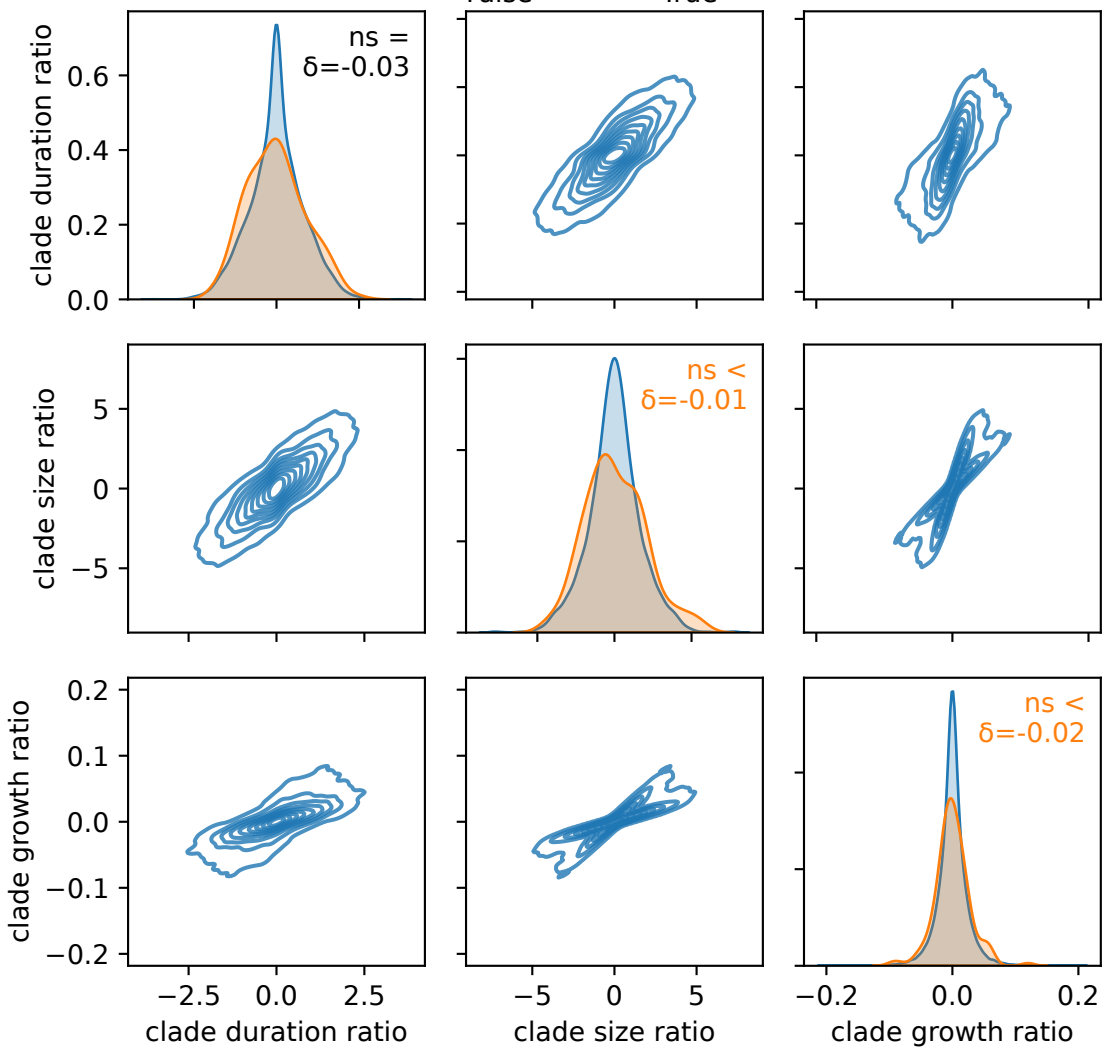 clade duration ratio
0.6
0.4
0.2
0.0
ns =
δ=-0.03
clade size ratio
5
0
−5
ns <
δ=-0.01
clade growth ratio
0.2
0.1
0.0
−0.1
−0.2
ns <
δ=-0.02
−2.5 0.0 2.5
−5 0 5
−0.2 0.0 0.2
clade duration ratio
clade size ratio
clade growth ratio